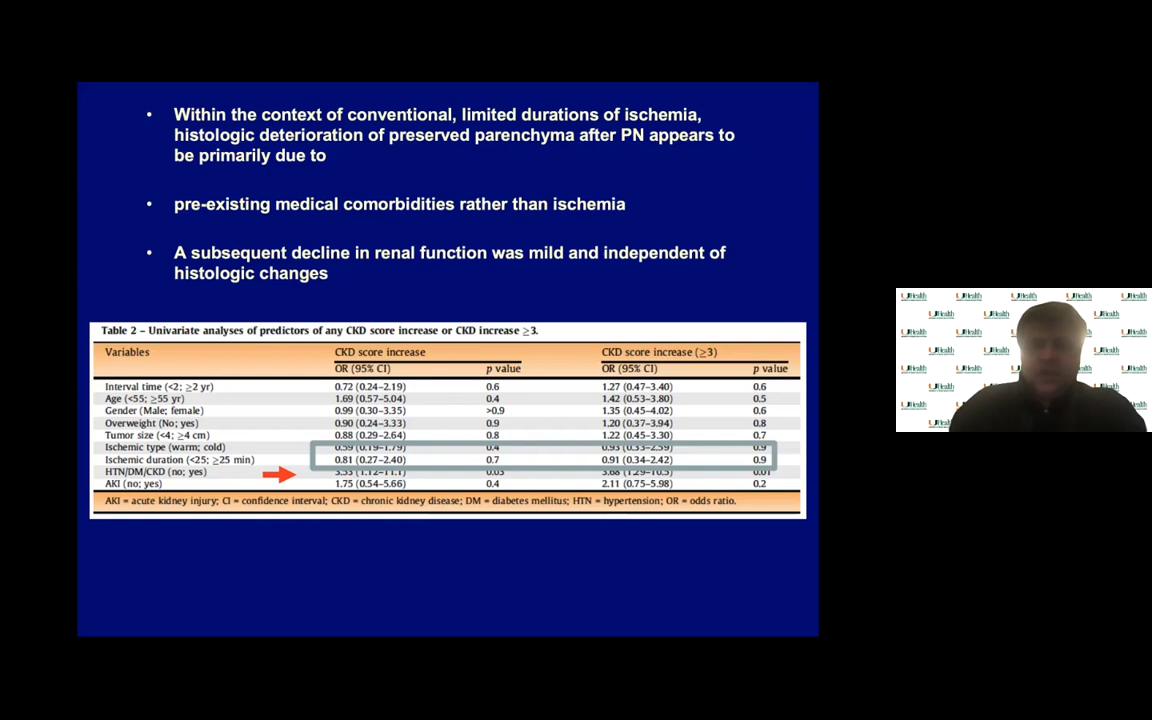 • Within the context of conventional, limited durations of ischemia,
histologic deterioration of preserved parenchyma after PN appears to
be primarily due to
• pre-existing medical comorbidities rather than ischemia
• A subsequent decline in renal function was mild and independent of
histologic changes
Table 2 – Univariate analyses of predictors of any CKD score increase or CKD increase ≥3.
Variables CKD score increase CKD score increase (≥3)
OR (95% CI) p value OR (95% CI) p value
Interval time (<2; ≥2 yr) 0.72 (0.24–2.19) 0.6 1.27 (0.47–3.40) 0.6
Age (<55; ≥55 yr) 1.69 (0.57–5.04) 0.4 1.42 (0.53–3.80) 0.5
Gender (Male; female) 0.99 (0.30–3.35) >0.9 1.35 (0.45–4.02) 0.6
Overweight (No; yes) 0.90 (0.24–3.33) 0.9 1.20 (0.37–3.94) 0.8
Tumor size (<4; ≥4 cm) 0.88 (0.29–2.64) 0.8 1.22 (0.45–3.30) 0.7
Ischemic type (warm; cold) 0.59 (0.19–1.79) 0.4 0.93 (0.33–2.59) 0.9
Ischemic duration (<25; ≥25 min) 0.81 (0.27–2.40) 0.7 0.91 (0.34–2.42) 0.9
HTN/DM/CKD (no; yes) 3.53 (1.12–11.1) 0.03 3.68 (1.29–10.5) 0.01
AKI (no; yes) 1.75 (0.54–5.66) 0.4 2.11 (0.75–5.98) 0.2
AKI = acute kidney injury; CI = confidence interval; CKD = chronic kidney disease; DM = diabetes mellitus; HTN = hypertension; OR = odds ratio.
UHealth